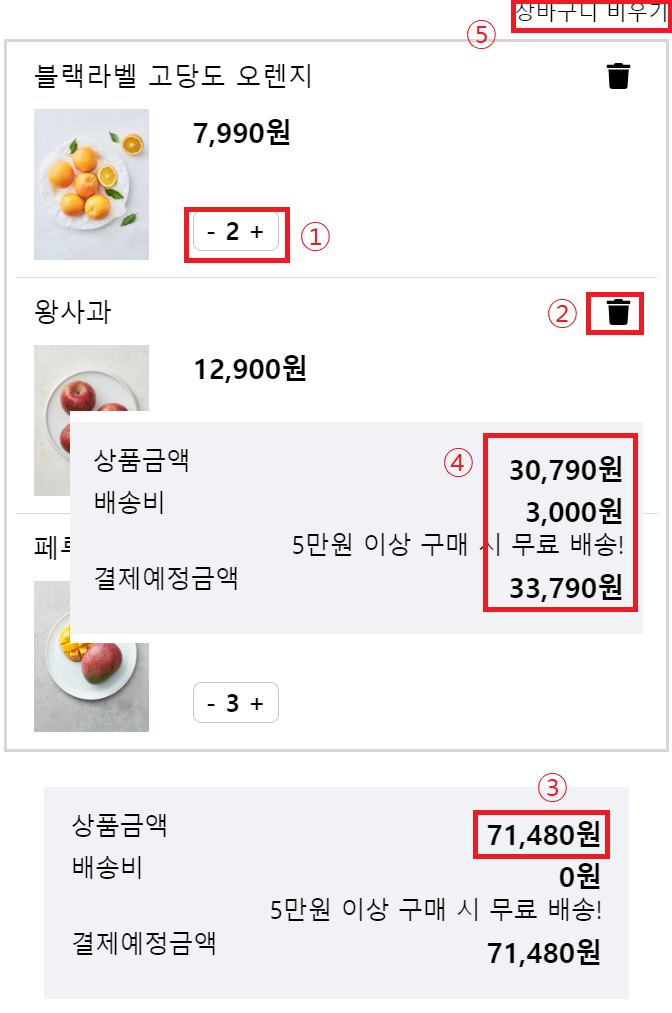 장바구니 비우기
⑤
블랙라벨 고당도 오렌지
7,990원
- 2 +
①
왕사과
②
12,900원
상품금액
④
30,790원
배송비
3,000원
5만원 이상 구매 시 무료 배송!
결제예정금액
33,790원
- 3 +
③
상품금액
71,480원
배송비
0원
5만원 이상 구매 시 무료 배송!
결제예정금액
71,480원